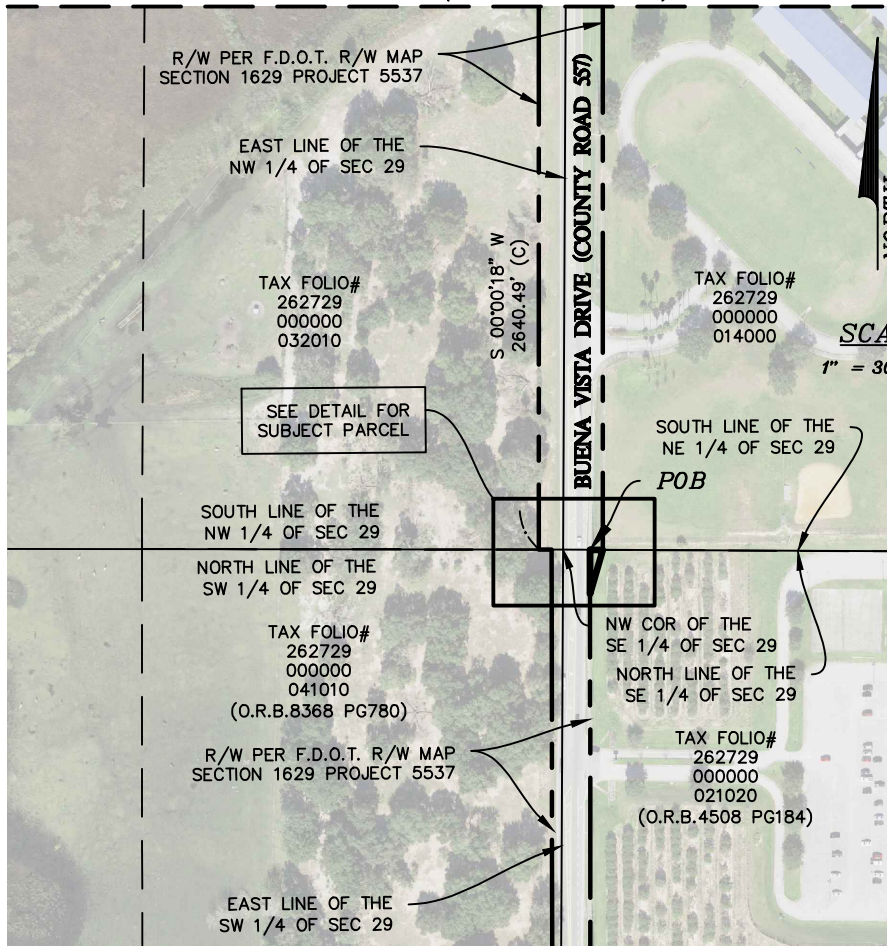 R/W PER F.D.O.T. R/W MAP
SECTION 1629 PROJECT 5537
EAST LINE OF THE
NW 1/4 OF SEC 29
S 00°00'18" W
2640.49' (C)
BUENA VISTA DRIVE (COUNTY ROAD 557)
TAX FOLIO#
262729
000000
032010
TAX FOLIO#
262729
000000
014000
1" =
SEE DETAIL FOR
SUBJECT PARCEL
SOUTH LINE OF THE
NE 1/4 OF SEC 29
POB
SOUTH LINE OF THE
NW 1/4 OF SEC 29
NORTH LINE OF THE
SW 1/4 OF SEC 29
NW COR OF THE
SE 1/4 OF SEC 29
NORTH LINE OF THE
SE 1/4 OF SEC 29
TAX FOLIO#
262729
000000
041010
(O.R.B.8368 PG780)
R/W PER F.D.O.T. R/W MAP
SECTION 1629 PROJECT 5537
TAX FOLIO#
262729
000000
021020
(O.R.B.4508 PG184)
EAST LINE OF THE
SW 1/4 OF SEC 29